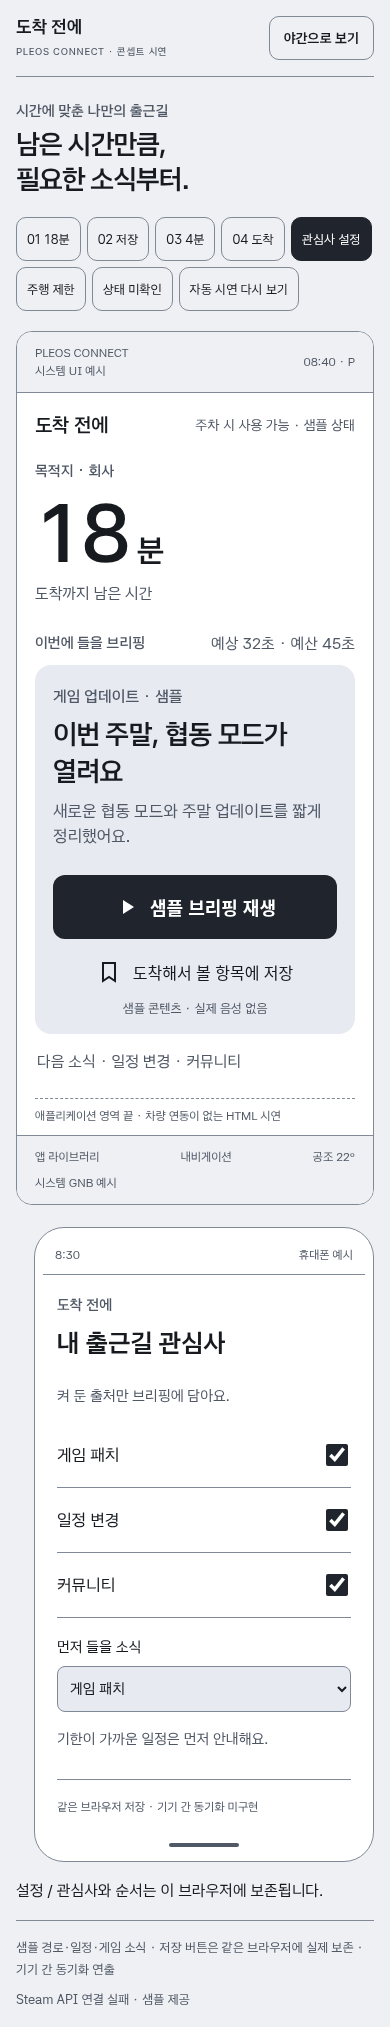 도착 전에
야간으로 보기
PLEOS CONNECT · 콘셉트 시연
시간에 맞춘 나만의 출근길
남은 시간만큼,
필요한 소식부터.
01 18분
02 저장
03 4분
04 도착
관심사 설정
주행 제한
상태 미확인
자동 시연 다시 보기
PLEOS CONNECT
시스템 UI 예시
08:40 · P
도착 전에
주차 시 사용 가능 · 샘플 상태
목적지 · 회사
18분
도착까지 남은 시간
이번에 들을 브리핑
예상 32초 · 예산 45초
게임 업데이트 · 샘플
이번 주말, 협동 모드가
열려요
새로운 협동 모드와 주말 업데이트를 짧게
정리했어요.
샘플 브리핑 재생
도착해서 볼 항목에 저장
샘플 콘텐츠 · 실제 음성 없음
다음 소식 · 일정 변경 · 커뮤니티
애플리케이션 영역 끝 · 차량 연동이 없는 HTML 시연
앱 라이브러리
내비게이션
공조 22°
시스템 GNB 예시
8:30
휴대폰 예시
도착 전에
내 출근길 관심사
켜 둔 출처만 브리핑에 담아요.
게임 패치
일정 변경
커뮤니티
먼저 들을 소식
게임 패치
기한이 가까운 일정은 먼저 안내해요.
같은 브라우저 저장 · 기기 간 동기화 미구현
설정 / 관심사와 순서는 이 브라우저에 보존됩니다.
샘플 경로·일정·게임 소식 · 저장 버튼은 같은 브라우저에 실제 보존 ·
기기 간 동기화 연출
Steam API 연결 실패 · 샘플 제공